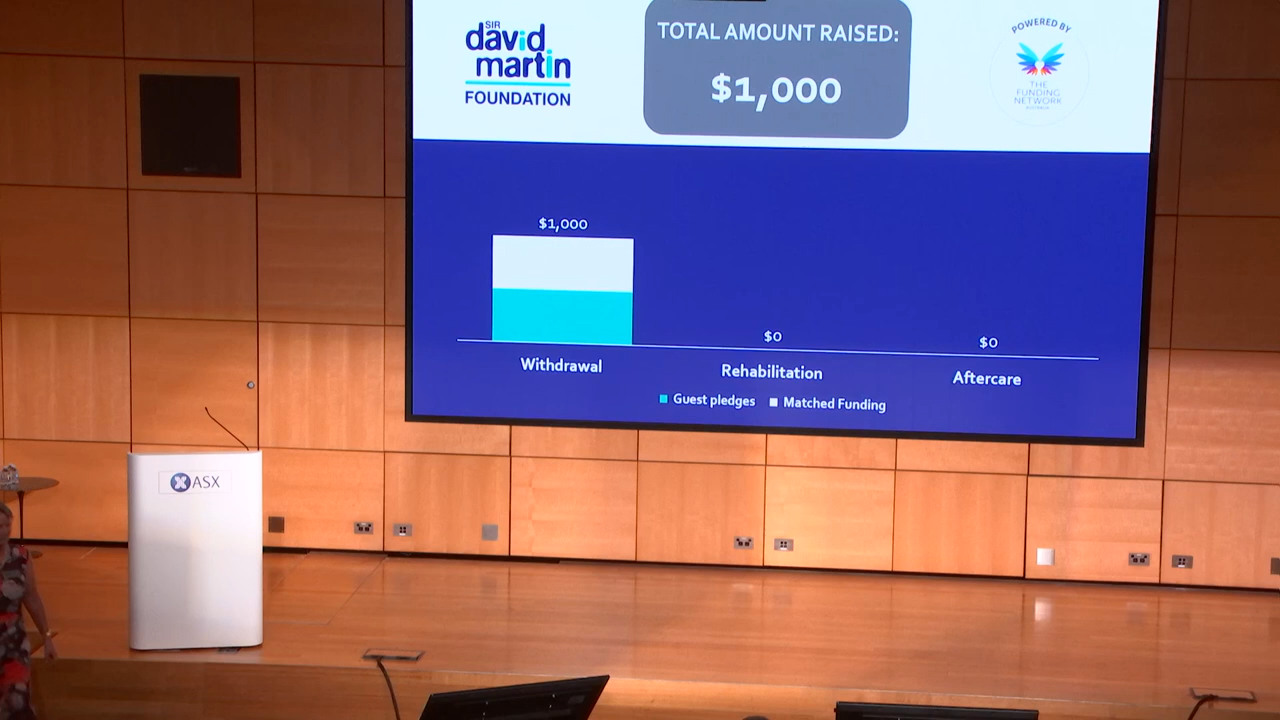 SIR
david
martin
FOUNDATION
TOTAL AMOUNT RAISED:
$1,000
POWERED BY
THE
FUNDING
NETWORK
AUSTRALIA
$1,000
$0
$0
Withdrawal
Rehabilitation
Aftercare
Guest pledges
Matched Funding
ASX